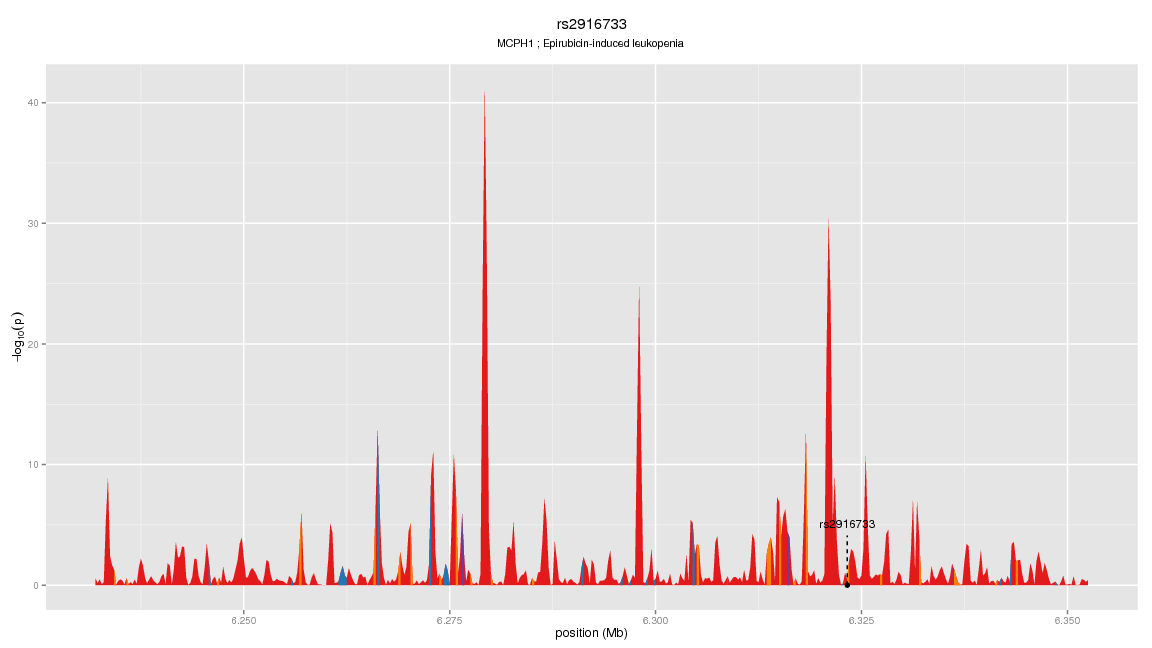 rs2916733
MCPH1 ; Epirubicin-induced leukopenia
40
30
20
10
0
−log10(p)
rs2916733
6.250
6.275
6.300
6.325
6.350
position (Mb)